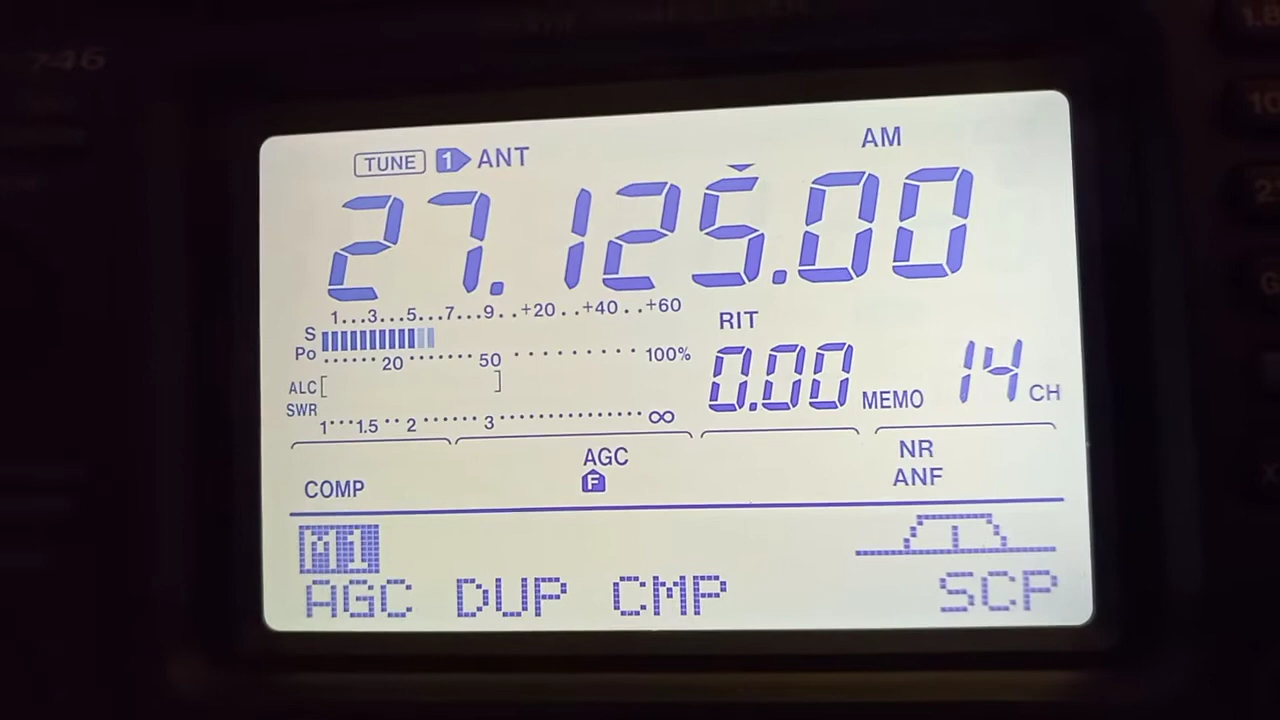 746
TUNE 1 ANT AM
27.125.00
1...3...5...7...9..+20..+40..+60
S
Po 20 50 100%
RIT
ALC
0.00 MEMO 14 CH
SWR
1 1.5 2 3 ∞
AGC NR
COMP F ANF
M1
AGC DUP CMP SCP